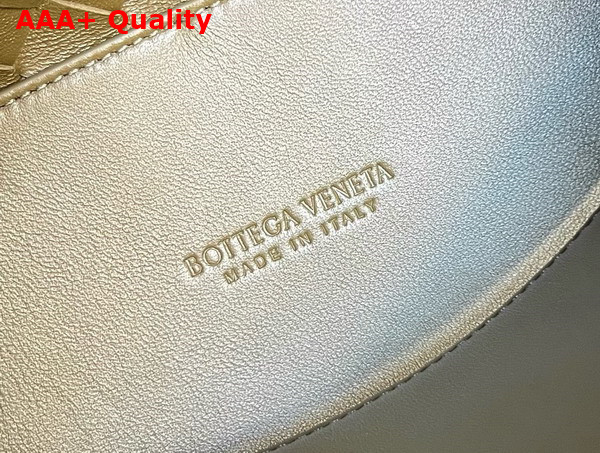 AAA+ Quality
BOTTEGA VENETA
MADE IN ITALY